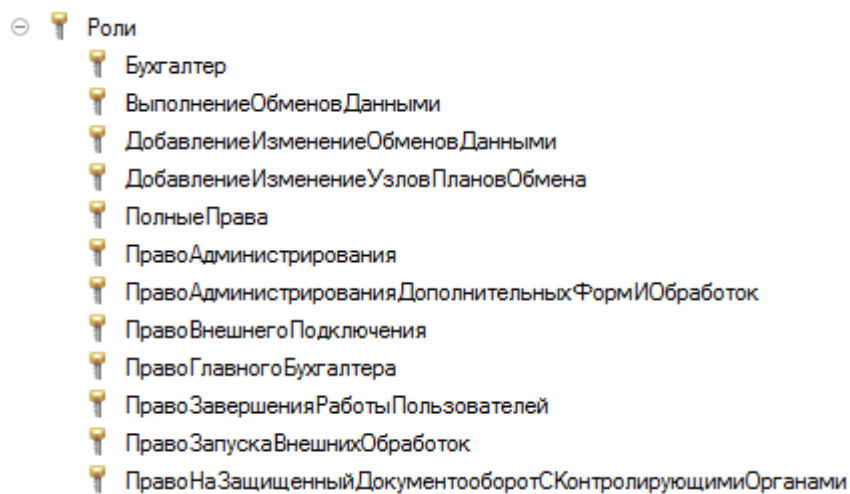 Роли
Бухгалтер
ВыполнениеОбменовДанными
ДобавлениеИзменениеОбменовДанными
ДобавлениеИзменениеУзловПлановОбмена
ПолныеПрава
ПравоАдминистрирования
ПравоАдминистрированияДополнительныхФормИОбработок
ПравоВнешнегоПодключения
ПравоГлавногоБухгалтера
ПравоЗавершенияРаботыПользователей
ПравоЗапускаВнешнихОбработок
ПравоНаЗащищенныйДокументооборотСКонтролирующимиОрганами